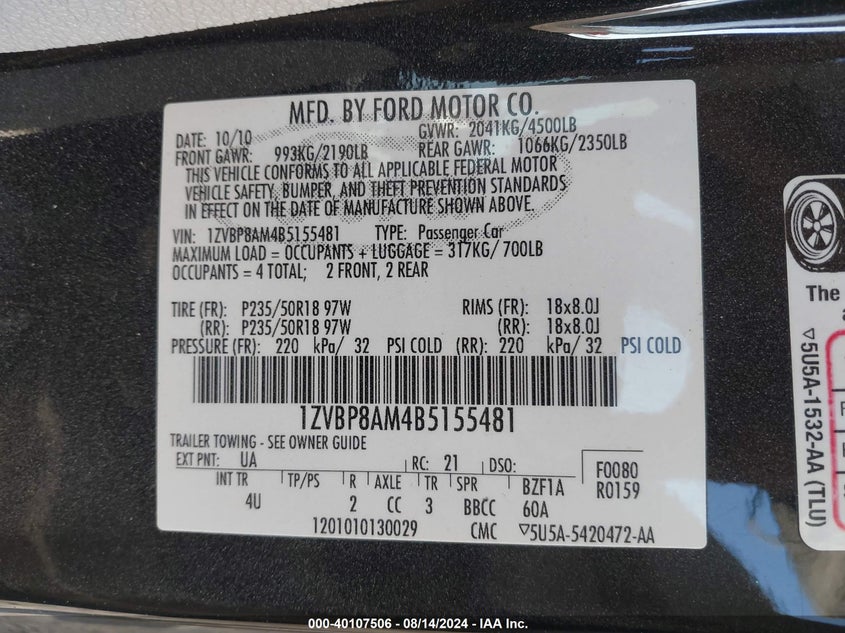 MFD. BY FORD MOTOR CO.
DATE: 10/10 GVWR: 2041KG/4500LB
FRONT GAWR: 993KG/2190LB REAR GAWR: 1066KG/2350LB
THIS VEHICLE CONFORMS TO ALL APPLICABLE FEDERAL MOTOR
VEHICLE SAFETY, BUMPER, AND THEFT PREVENTION STANDARDS
IN EFFECT ON THE DATE OF MANUFACTURE SHOWN ABOVE.
VIN: 1ZVBP8AM4B5155481 TYPE: Passenger Car
MAXIMUM LOAD = OCCUPANTS + LUGGAGE = 317KG/ 700LB
OCCUPANTS = 4 TOTAL; 2 FRONT, 2 REAR
TIRE (FR): P235/50R18 97W RIMS (FR): 18x8.0J
(RR): P235/50R18 97W (RR): 18x8.0J
PRESSURE (FR): 220 kPa/ 32 PSI COLD (RR): 220 kPa/ 32 PSI COLD
1ZVBP8AM4B5155481
TRAILER TOWING - SEE OWNER GUIDE
EXT PNT: UA RC: 21 DSO: F0080
INT TR TP/PS R AXLE TR SPR BZF1A R0159
4U 2 CC 3 BBCC 60A
1201010130029 CMC ▽5U5A-5420472-AA
The
▽5U5A-1532-AA (TLU)
000-40107506 - 08/14/2024 - IAA Inc.